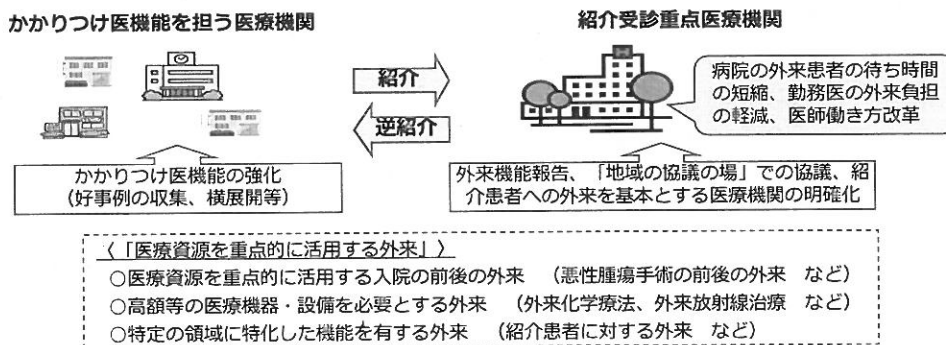 かかりつけ医機能を担う医療機関
紹介受診重点医療機関
紹介
逆紹介
病院の外来患者の待ち時間
の短縮、勤務医の外来負担
の軽減、医師働き方改革
かかりつけ医機能の強化
（好事例の収集、横展開等）
外来機能報告、「地域の協議の場」での協議、紹
介患者への外来を基本とする医療機関の明確化
〈「医療資源を重点的に活用する外来」〉
○医療資源を重点的に活用する入院の前後の外来　（悪性腫瘍手術の前後の外来　など）
○高額等の医療機器・設備を必要とする外来　（外来化学療法、外来放射線治療　など）
○特定の領域に特化した機能を有する外来　（紹介患者に対する外来　など）